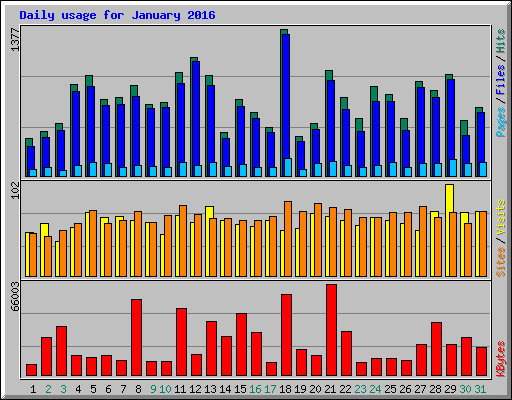 Daily usage for January 2016
1377
Pages / Files / Hits
102
Sites / Visits
66003
KBytes
1 2 3 4 5 6 7 8 9 10 11 12 13 14 15 16 17 18 19 20 21 22 23 24 25 26 27 28 29 30 31